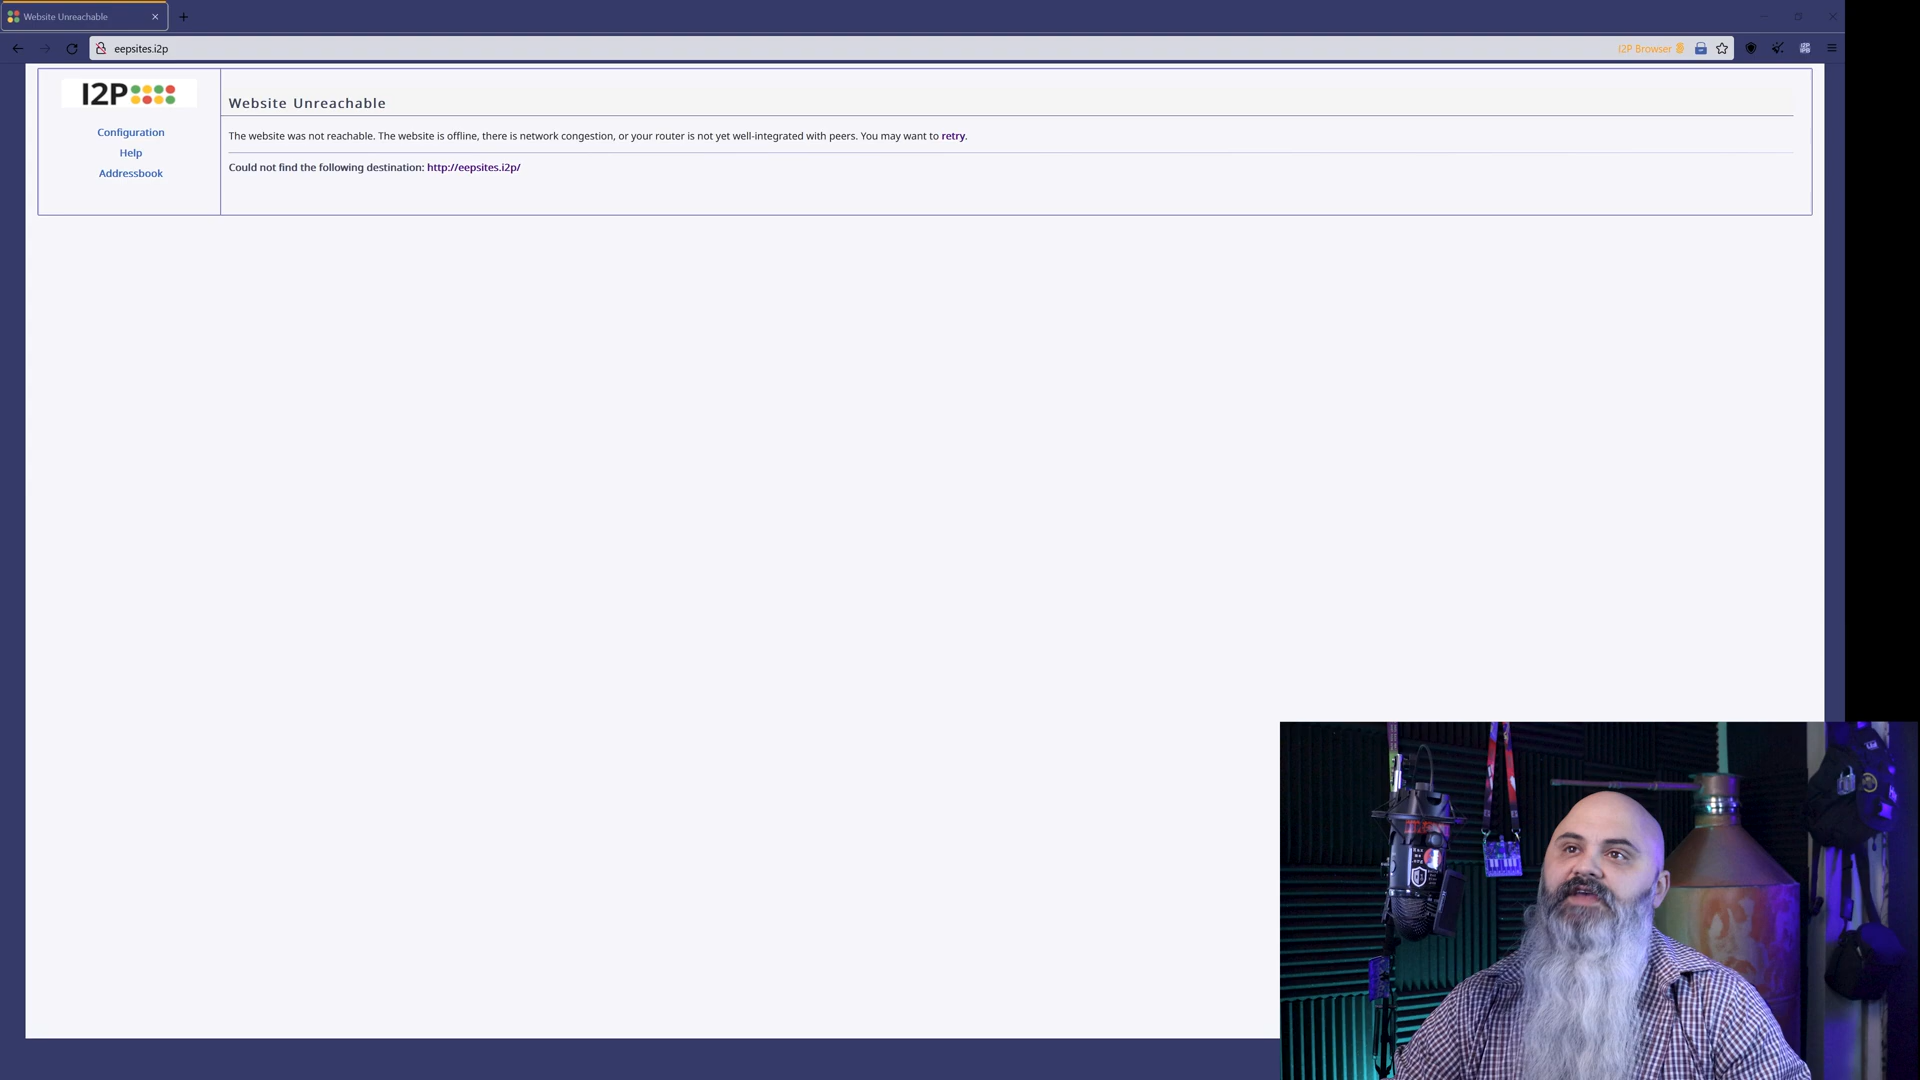 Website Unreachable
eepsites.i2p
I2P Browser
I2P
Configuration
Help
Addressbook
Website Unreachable
The website was not reachable. The website is offline, there is network congestion, or your router is not yet well-integrated with peers. You may want to retry.
Could not find the following destination: http://eepsites.i2p/